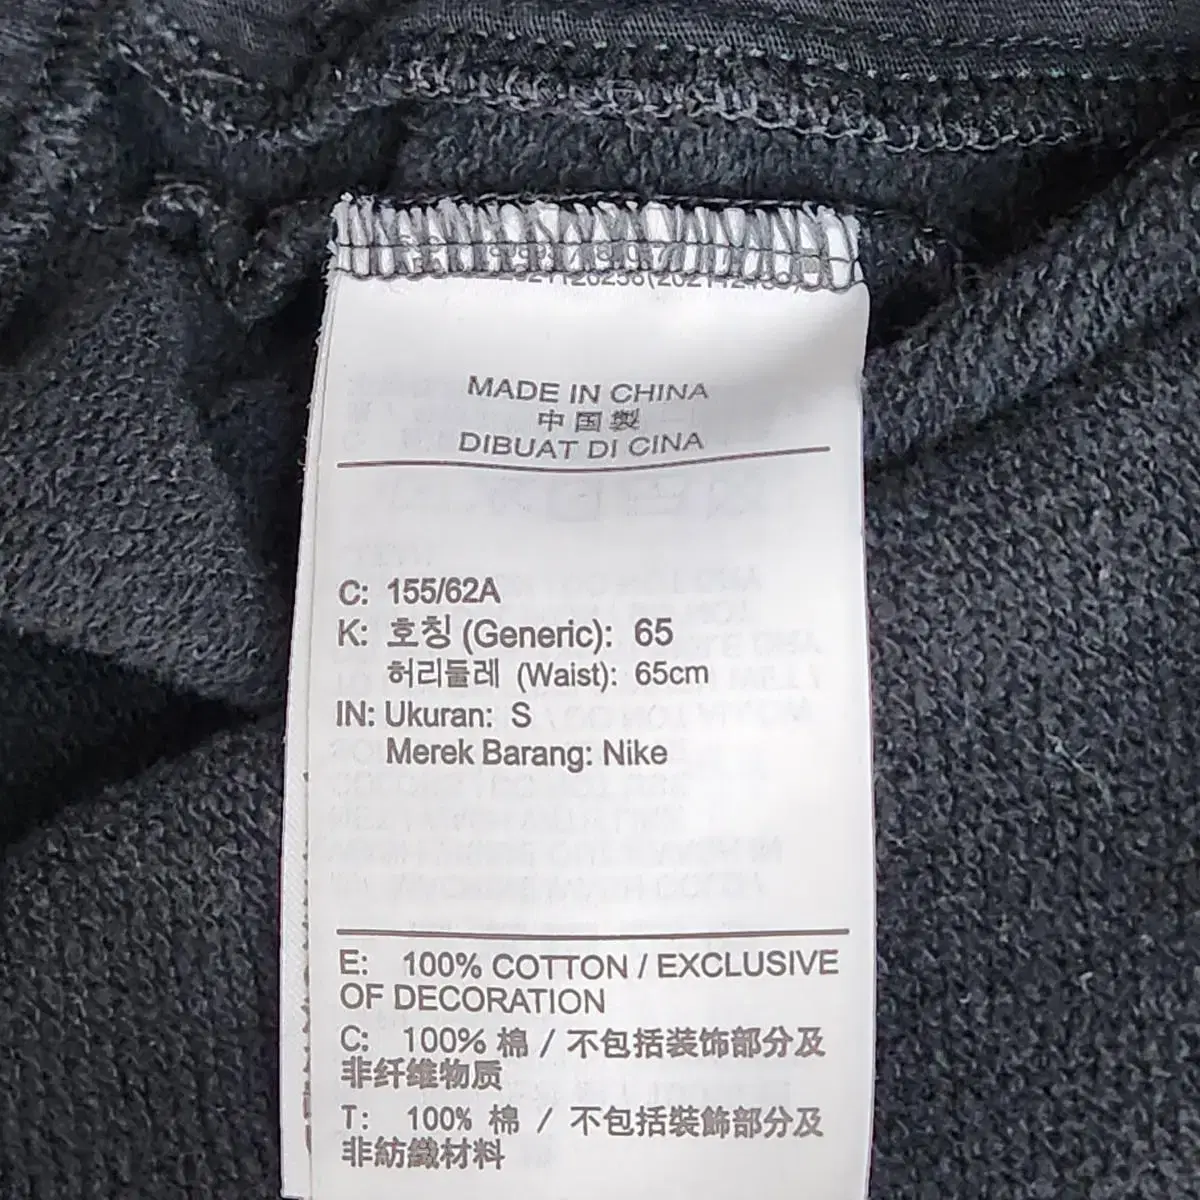 MADE IN CHINA
中国製
DIBUAT DI CINA
C: 155/62A
K: 호칭 (Generic): 65
허리둘레 (Waist): 65cm
IN: Ukuran: S
Merek Barang: Nike
E: 100% COTTON / EXCLUSIVE
OF DECORATION
C: 100% 棉 / 不包括装饰部分及
非纤维物质
T: 100% 棉 / 不包括裝飾部分及
非紡織材料